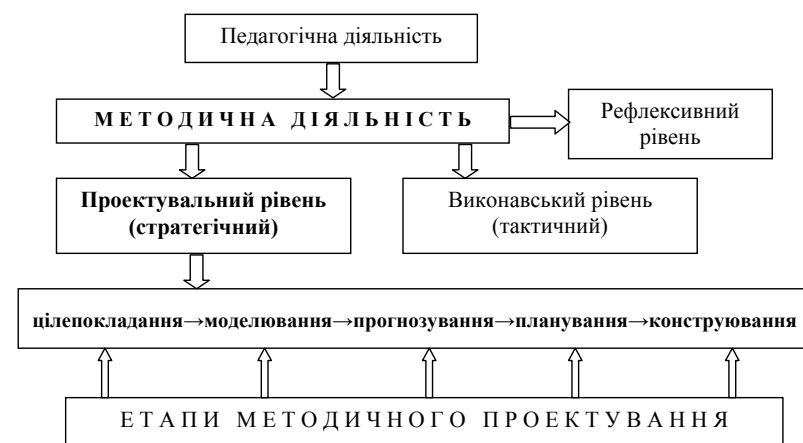 Педагогічна діяльність
МЕТОДИЧНА ДІЯЛЬНІСТЬ
Рефлексивний
рівень
Проектувальний рівень
(стратегічний)
Виконавський рівень
(тактичний)
цілепокладання→моделювання→прогнозування→планування→конструювання
ЕТАПИ МЕТОДИЧНОГО ПРОЕКТУВАННЯ